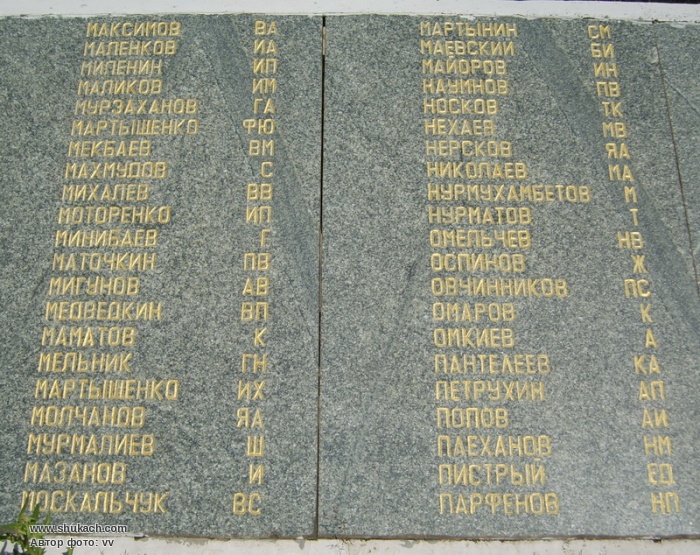 МАКСИМОВ ВА
МАЛЕНКОВ ИА
МИЛЕНИН ИП
МАЛИКОВ ИМ
МУРЗАХАНОВ ГА
МАРТЫЩЕНКО ФЮ
МЕКБАЕВ ВМ
МАХМУДОВ С
МИХАЛЕВ ВВ
МОТОРЕНКО ИП
МИНИБАЕВ Г
МАТОЧКИН ПВ
МИГУНОВ АВ
МЕДВЕДКИН ВП
МАМАТОВ К
МЕЛЬНИК ГН
МАРТЫЩЕНКО ИХ
МОЛЧАНОВ ЯА
МУРМАЛИЕВ Ш
МАЗАНОВ И
МОСКАЛЬЧУК ВС
МАРТЫНИН СМ
МАЕВСКИЙ БИ
МАЙОРОВ ИН
НАУМОВ ПВ
НОСКОВ ТК
НЕХАЕВ МВ
НЕРСКОВ ЯА
НИКОЛАЕВ МА
НУРМУХАМБЕТОВ М
НУРМАТОВ Т
ОМЕЛЬЧЕВ НВ
ОСПИНОВ Ж
ОВЧИННИКОВ ПС
ОМАРОВ К
ОМКИЕВ А
ПАНТЕЛЕЕВ КА
ПЕТРУХИН АП
ПОПОВ АИ
ПЛЕХАНОВ НМ
ПИСТРЫЙ ЕД
ПАРФЕНОВ НП
www.shukach.com
Автор фото: vv